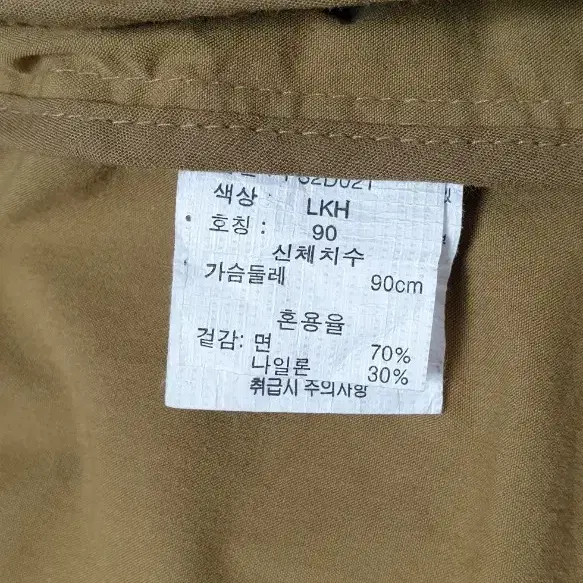 색상 : LKH
호칭 : 90
신체치수
가슴둘레 90cm
혼용율
겉감: 면 70%
나일론 30%
취급시 주의사항